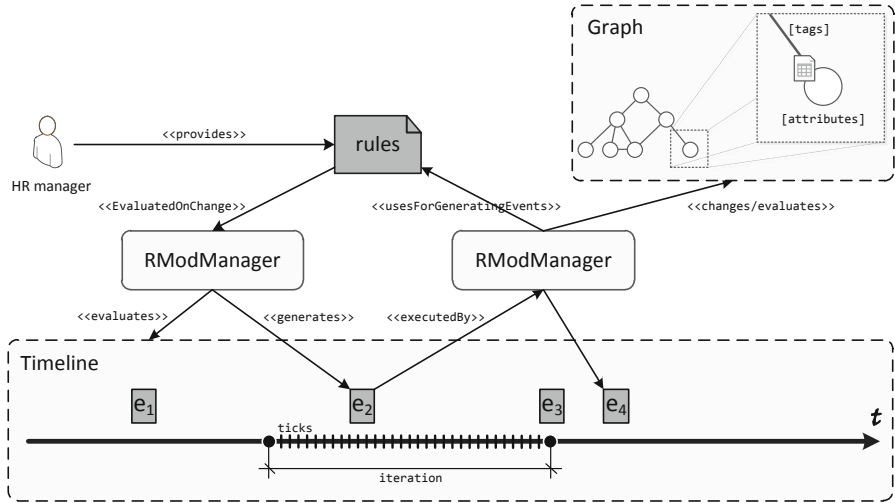 Graph
[tags]
[attributes]
<<provides>>
rules
HR manager
<<EvaluatedOnChange>>
<<usesForGeneratingEvents>>
<<changes/evaluates>>
RModManager
RModManager
<<evaluates>>
<<generates>>
<<executedBy>>
Timeline
e1
e2
e3
e4
t
ticks
iteration